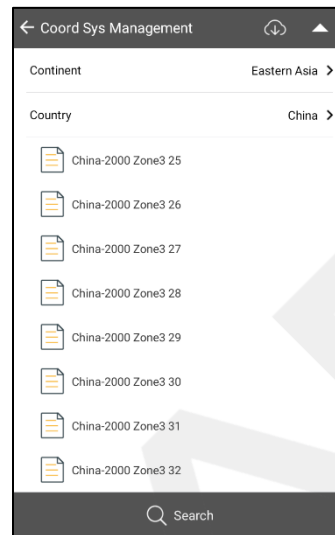 Coord Sys Management
Continent Eastern Asia
Country China
China-2000 Zone3 25
China-2000 Zone3 26
China-2000 Zone3 27
China-2000 Zone3 28
China-2000 Zone3 29
China-2000 Zone3 30
China-2000 Zone3 31
China-2000 Zone3 32
Search